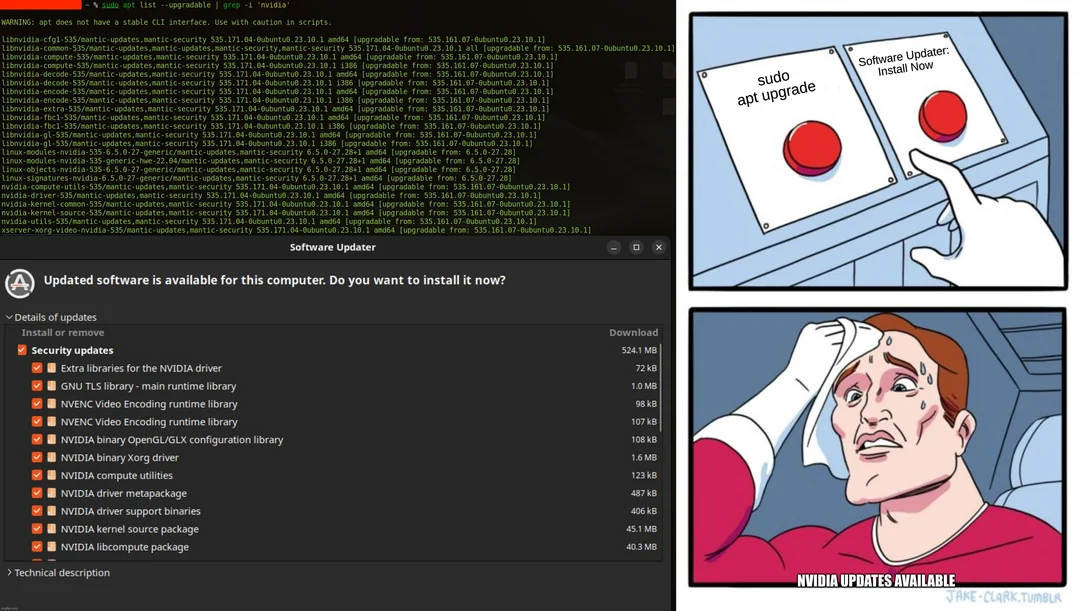 ~ % sudo apt list --upgradable | grep -i 'nvidia'
WARNING: apt does not have a stable CLI interface. Use with caution in scripts.
libnvidia-cfg1-535/mantic-updates,mantic-security 535.171.04-0ubuntu0.23.10.1 amd64 [upgradable from: 535.161.07-0ubuntu0.23.10.1]
libnvidia-common-535/mantic-updates,mantic-updates,mantic-security,mantic-security 535.171.04-0ubuntu0.23.10.1 all [upgradable from: 535.161.07-0ubuntu0.23.10.1]
libnvidia-compute-535/mantic-updates,mantic-security 535.171.04-0ubuntu0.23.10.1 amd64 [upgradable from: 535.161.07-0ubuntu0.23.10.1]
libnvidia-compute-535/mantic-updates,mantic-security 535.171.04-0ubuntu0.23.10.1 i386 [upgradable from: 535.161.07-0ubuntu0.23.10.1]
libnvidia-decode-535/mantic-updates,mantic-security 535.171.04-0ubuntu0.23.10.1 amd64 [upgradable from: 535.161.07-0ubuntu0.23.10.1]
libnvidia-decode-535/mantic-updates,mantic-security 535.171.04-0ubuntu0.23.10.1 i386 [upgradable from: 535.161.07-0ubuntu0.23.10.1]
libnvidia-encode-535/mantic-updates,mantic-security 535.171.04-0ubuntu0.23.10.1 amd64 [upgradable from: 535.161.07-0ubuntu0.23.10.1]
libnvidia-encode-535/mantic-updates,mantic-security 535.171.04-0ubuntu0.23.10.1 i386 [upgradable from: 535.161.07-0ubuntu0.23.10.1]
libnvidia-extra-535/mantic-updates,mantic-security 535.171.04-0ubuntu0.23.10.1 amd64 [upgradable from: 535.161.07-0ubuntu0.23.10.1]
libnvidia-fbc1-535/mantic-updates,mantic-security 535.171.04-0ubuntu0.23.10.1 amd64 [upgradable from: 535.161.07-0ubuntu0.23.10.1]
libnvidia-fbc1-535/mantic-updates,mantic-security 535.171.04-0ubuntu0.23.10.1 i386 [upgradable from: 535.161.07-0ubuntu0.23.10.1]
libnvidia-gl-535/mantic-updates,mantic-security 535.171.04-0ubuntu0.23.10.1 amd64 [upgradable from: 535.161.07-0ubuntu0.23.10.1]
libnvidia-gl-535/mantic-updates,mantic-security 535.171.04-0ubuntu0.23.10.1 i386 [upgradable from: 535.161.07-0ubuntu0.23.10.1]
linux-modules-nvidia-535-6.5.0-27-generic/mantic-updates,mantic-security 6.5.0-27.28+1 amd64 [upgradable from: 6.5.0-27.28]
linux-modules-nvidia-535-generic-hwe-22.04/mantic-updates,mantic-security 6.5.0-27.28+1 amd64 [upgradable from: 6.5.0-27.28]
linux-objects-nvidia-535-6.5.0-27-generic/mantic-updates,mantic-security 6.5.0-27.28+1 amd64 [upgradable from: 6.5.0-27.28]
linux-signatures-nvidia-6.5.0-27-generic/mantic-updates,mantic-security 6.5.0-27.28+1 amd64 [upgradable from: 6.5.0-27.28]
nvidia-compute-utils-535/mantic-updates,mantic-security 535.171.04-0ubuntu0.23.10.1 amd64 [upgradable from: 535.161.07-0ubuntu0.23.10.1]
nvidia-driver-535/mantic-updates,mantic-security 535.171.04-0ubuntu0.23.10.1 amd64 [upgradable from: 535.161.07-0ubuntu0.23.10.1]
nvidia-kernel-common-535/mantic-updates,mantic-security 535.171.04-0ubuntu0.23.10.1 amd64 [upgradable from: 535.161.07-0ubuntu0.23.10.1]
nvidia-kernel-source-535/mantic-updates,mantic-security 535.171.04-0ubuntu0.23.10.1 amd64 [upgradable from: 535.161.07-0ubuntu0.23.10.1]
nvidia-utils-535/mantic-updates,mantic-security 535.171.04-0ubuntu0.23.10.1 amd64 [upgradable from: 535.161.07-0ubuntu0.23.10.1]
xserver-xorg-video-nvidia-535/mantic-updates,mantic-security 535.171.04-0ubuntu0.23.10.1 amd64 [upgradable from: 535.161.07-0ubuntu0.23.10.1]
Software Updater
Updated software is available for this computer. Do you want to install it now?
Details of updates
Install or remove Download
Security updates 524.1 MB
Extra libraries for the NVIDIA driver 72 kB
GNU TLS library - main runtime library 1.0 MB
NVENC Video Encoding runtime library 98 kB
NVENC Video Encoding runtime library 107 kB
NVIDIA binary OpenGL/GLX configuration library 108 kB
NVIDIA binary Xorg driver 1.6 MB
NVIDIA compute utilities 123 kB
NVIDIA driver metapackage 487 kB
NVIDIA driver support binaries 406 kB
NVIDIA kernel source package 45.1 MB
NVIDIA libcompute package 40.3 MB
Technical description
imgflip.com
sudo
apt upgrade
Software Updater:
Install Now
NVIDIA UPDATES AVAILABLE
JAKE-CLARK.TUMBLR